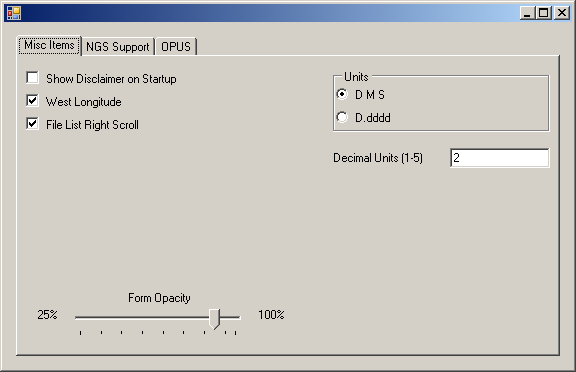 Misc Items NGS Support OPUS
Show Disclaimer on Startup
West Longitude
File List Right Scroll
Units
D M S
D.dddd
Decimal Units (1-5) 2
Form Opacity
25% 100%